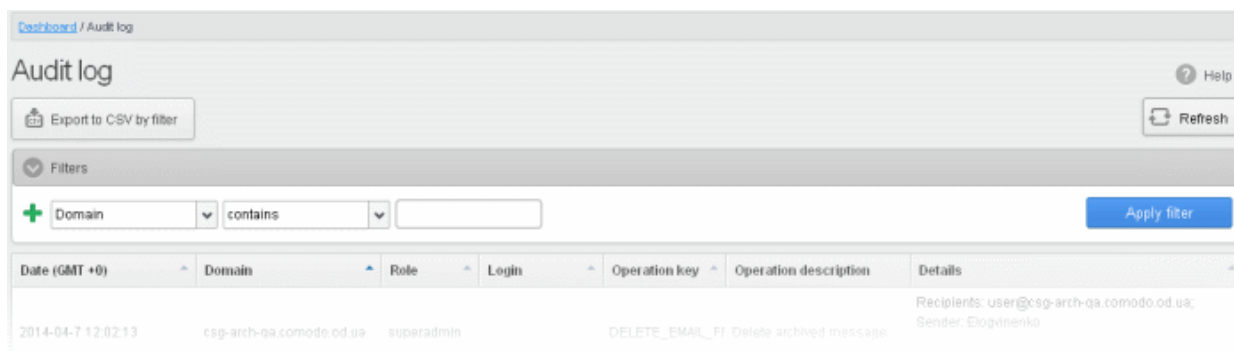 Dashboard / Audit log
Audit log
Help
Export to CSV by filter
Refresh
Filters
Domain contains
Apply filter
Date (GMT +0) Domain Role Login Operation key Operation description Details
Recipients: user@csg-arch-qa.comodo.od.ua;
2014-04-7 12:02:13 csg-arch-qa.comodo.od.ua superadmin DELETE_EMAIL_FI Delete archived message Sender: Elogvinenko